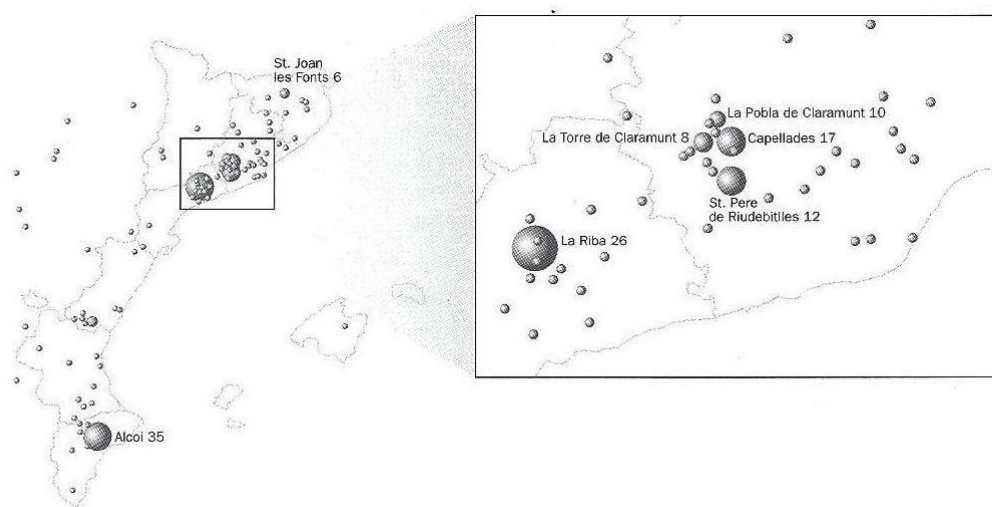 St. Joan
les Fonts 6
La Pobla de Claramunt 10
La Torre de Claramunt 8
Capellades 17
St. Pere
de Riudebitlles 12
La Riba 26
Alcoi 35